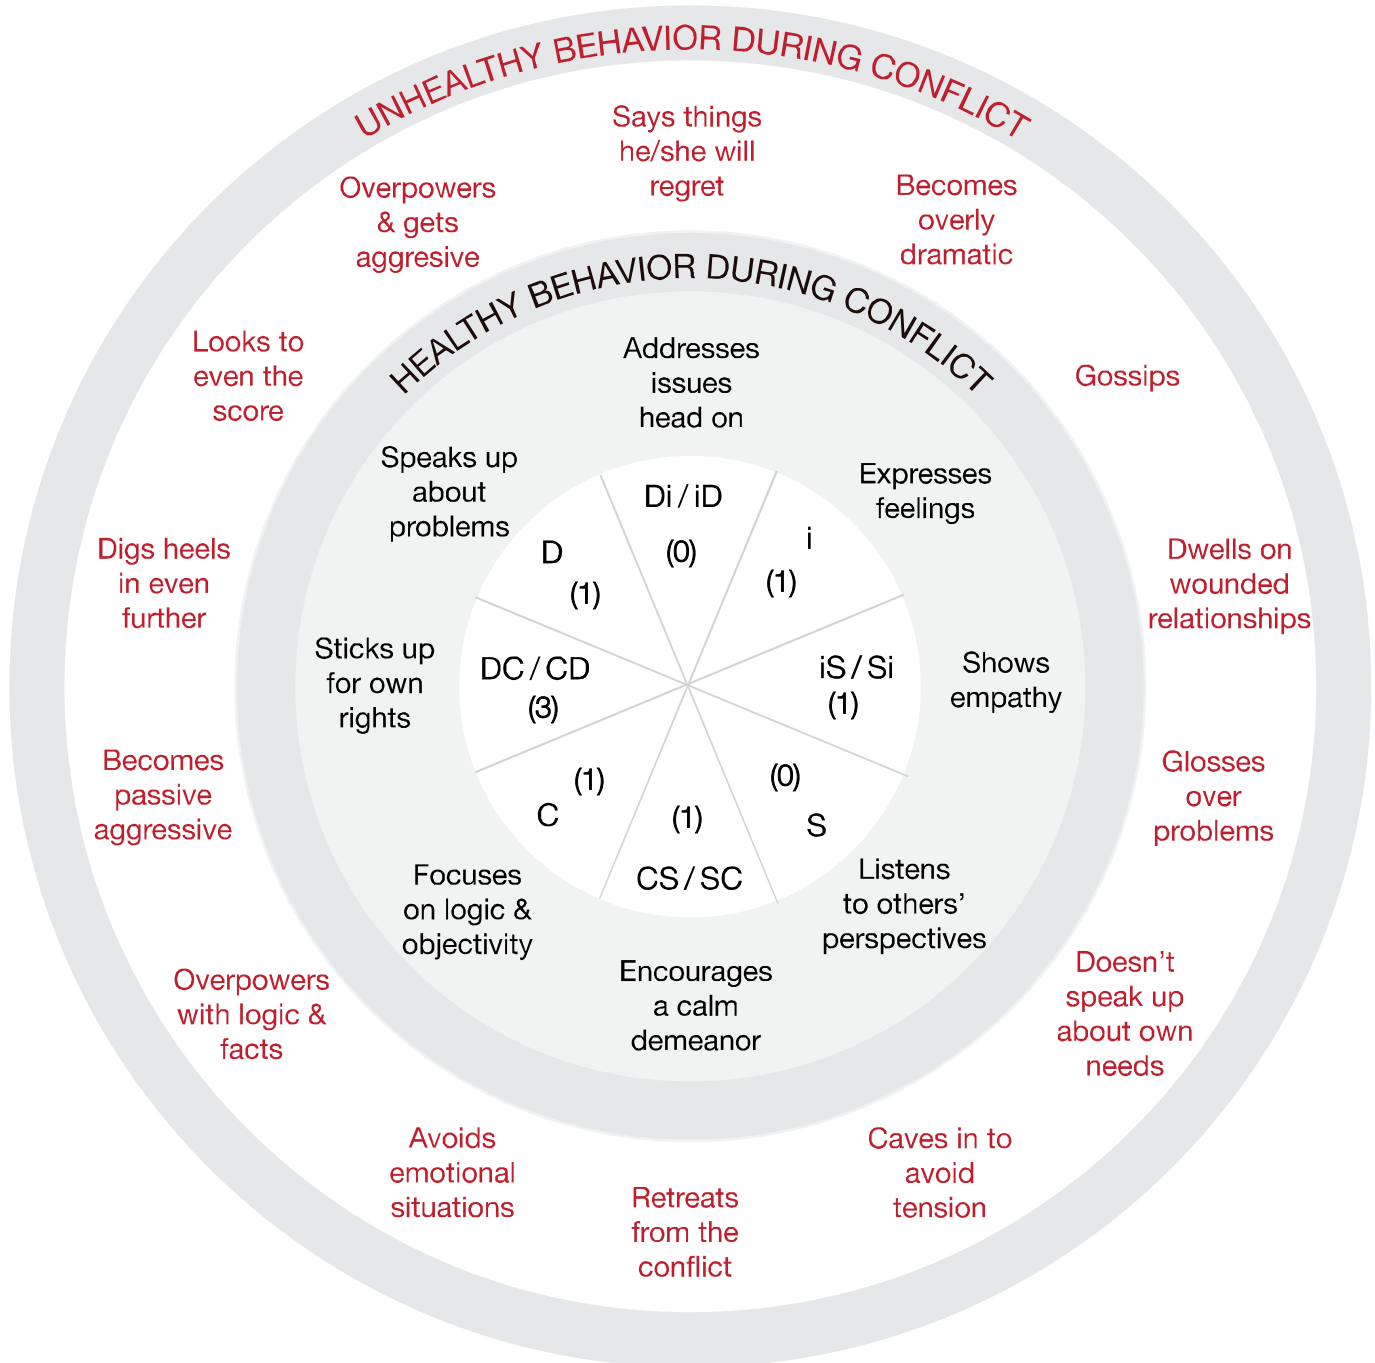 UNHEALTHY BEHAVIOR DURING CONFLICT
Says things
he/she will
regret
Becomes
overly
dramatic
Gossips
Dwells on
wounded
relationships
Glosses
over
problems
Doesn't
speak up
about own
needs
Caves in to
avoid
tension
Retreats
from the
conflict
Avoids
emotional
situations
Overpowers
with logic &
facts
Becomes
passive
aggressive
Digs heels
in even
further
Looks to
even the
score
Overpowers
& gets
aggresive
HEALTHY BEHAVIOR DURING CONFLICT
Addresses
issues
head on
Expresses
feelings
Shows
empathy
Listens
to others'
perspectives
Encourages
a calm
demeanor
Focuses
on logic &
objectivity
Sticks up
for own
rights
Speaks up
about
problems
Di / iD
(0)
i
(1)
iS / Si
(1)
(0)
S
(1)
CS / SC
(1)
C
DC / CD
(3)
D
(1)